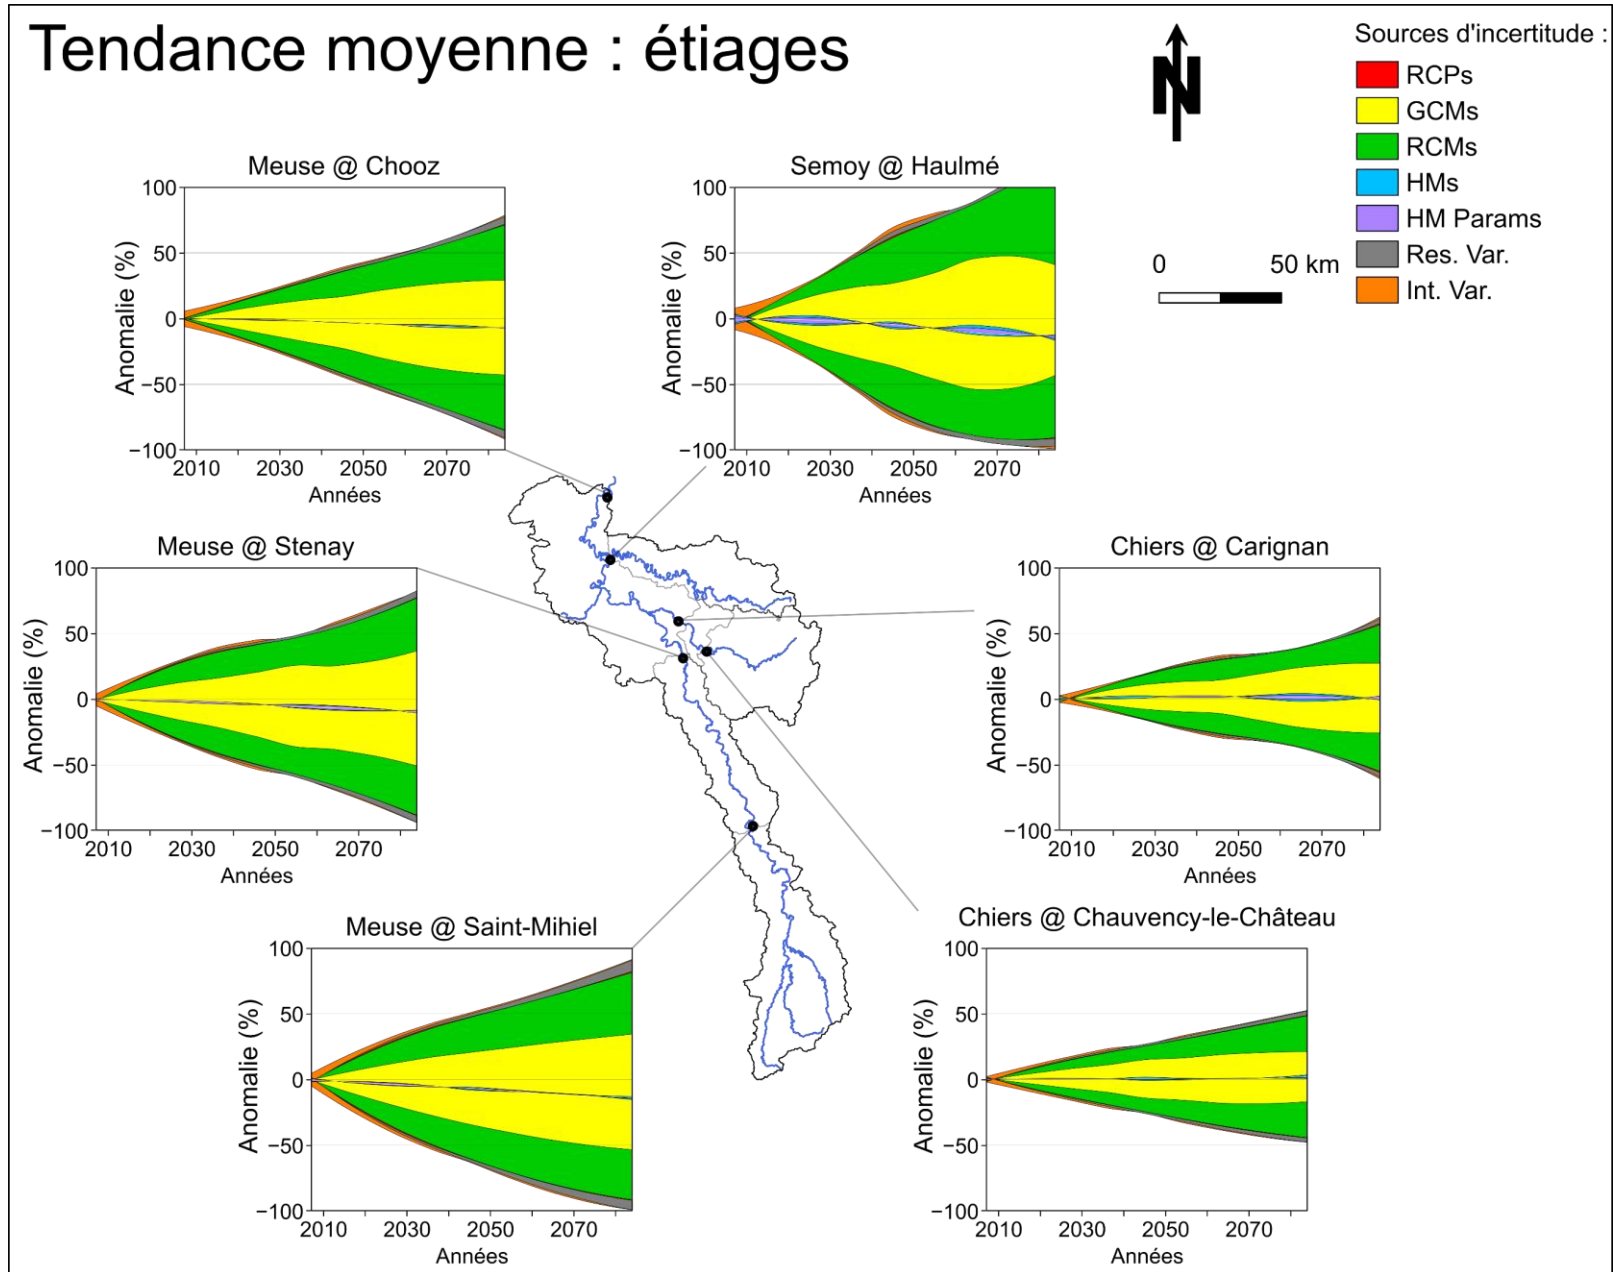 Tendance moyenne : étiages
N
Sources d'incertitude :
RCPs
GCMs
RCMs
HMs
HM Params
Res. Var.
Int. Var.
0 50 km
Meuse @ Chooz
Anomalie (%)
100
50
0
−50
−100
2010 2030 2050 2070
Années
Semoy @ Haulmé
Anomalie (%)
100
50
0
−50
−100
2010 2030 2050 2070
Années
Meuse @ Stenay
Anomalie (%)
100
50
0
−50
−100
2010 2030 2050 2070
Années
Chiers @ Carignan
Anomalie (%)
100
50
0
−50
−100
2010 2030 2050 2070
Années
Meuse @ Saint-Mihiel
Anomalie (%)
100
50
0
−50
−100
2010 2030 2050 2070
Années
Chiers @ Chauvency-le-Château
Anomalie (%)
100
50
0
−50
−100
2010 2030 2050 2070
Années